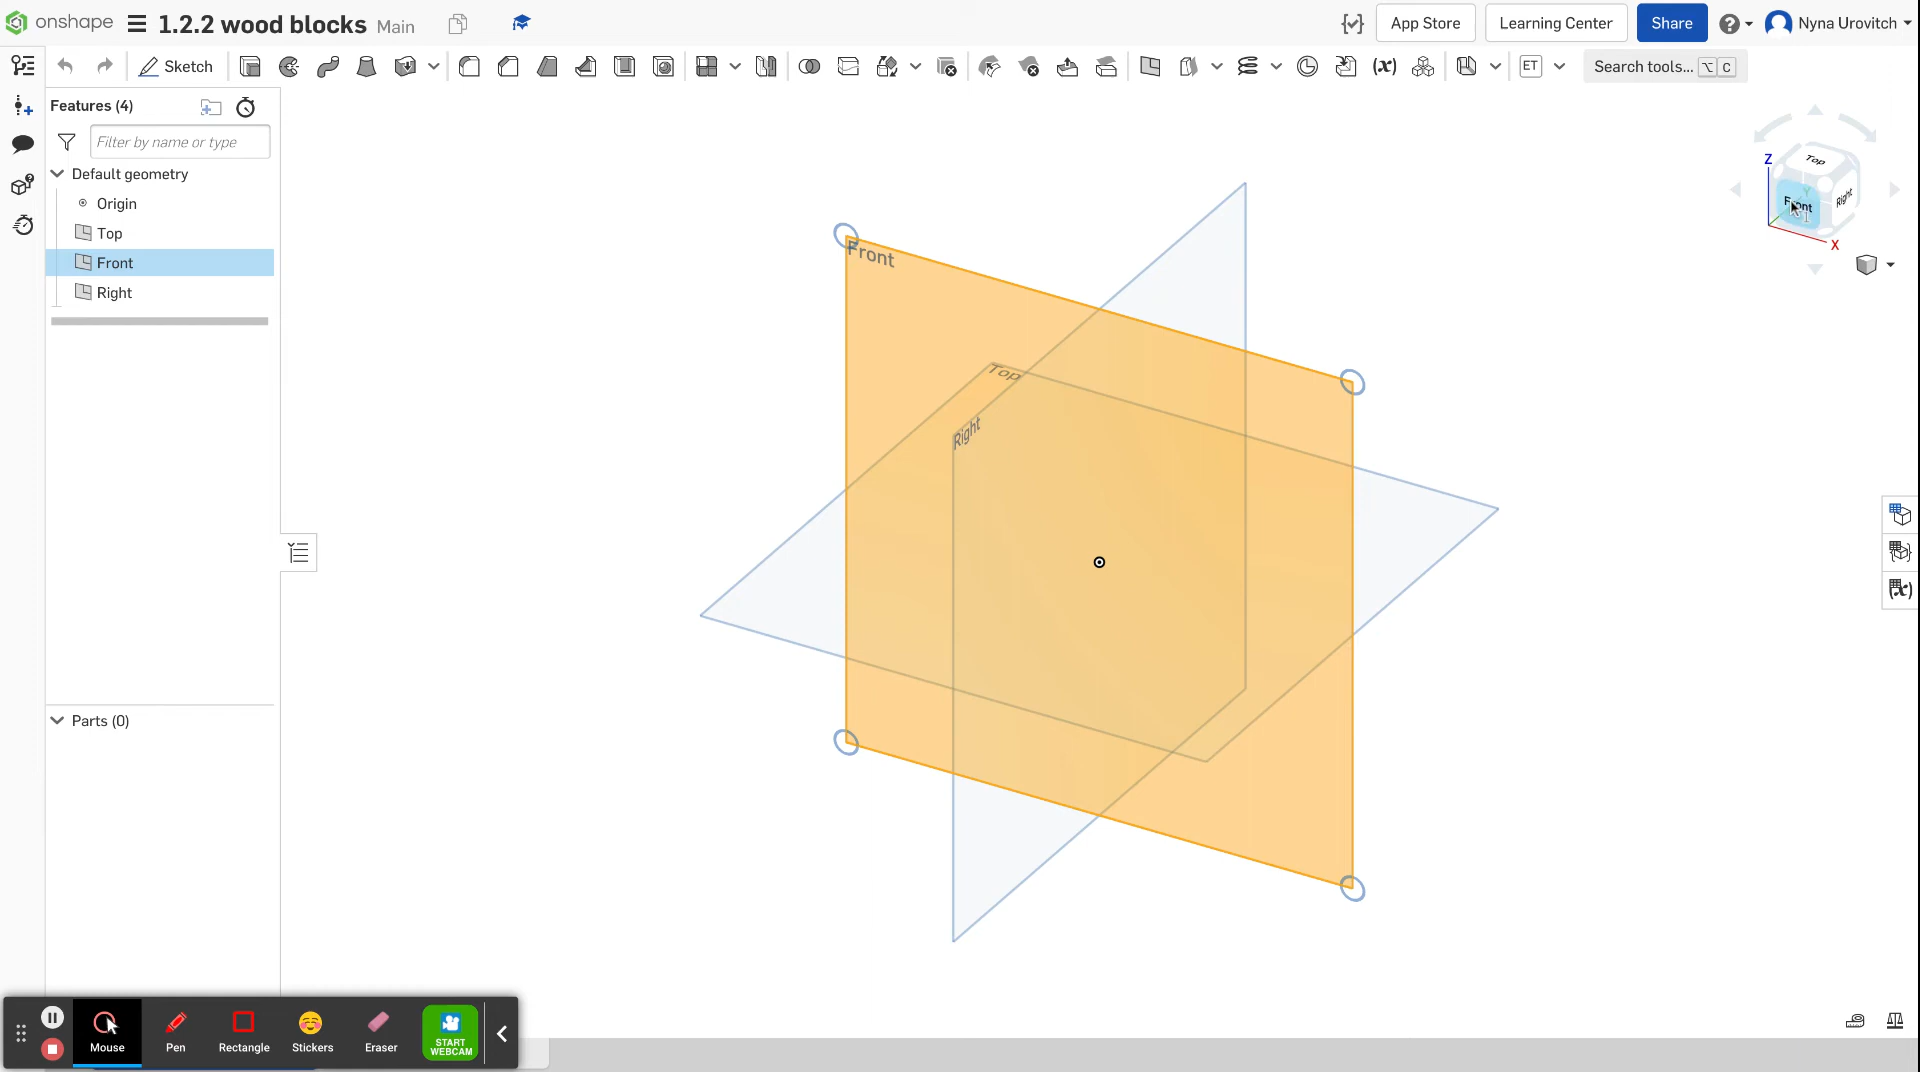 onshape 1.2.2 wood blocks Main App Store Learning Center Share Nyna Urovitch
Sketch ET Search tools... ⌥ C
Features (4)
Filter by name or type
Default geometry
Origin
Top
Front
Right
Parts (0)
Front
Top
Right
Top
Z
Y
Front
Right
X
Mouse Pen Rectangle Stickers Eraser START WEBCAM